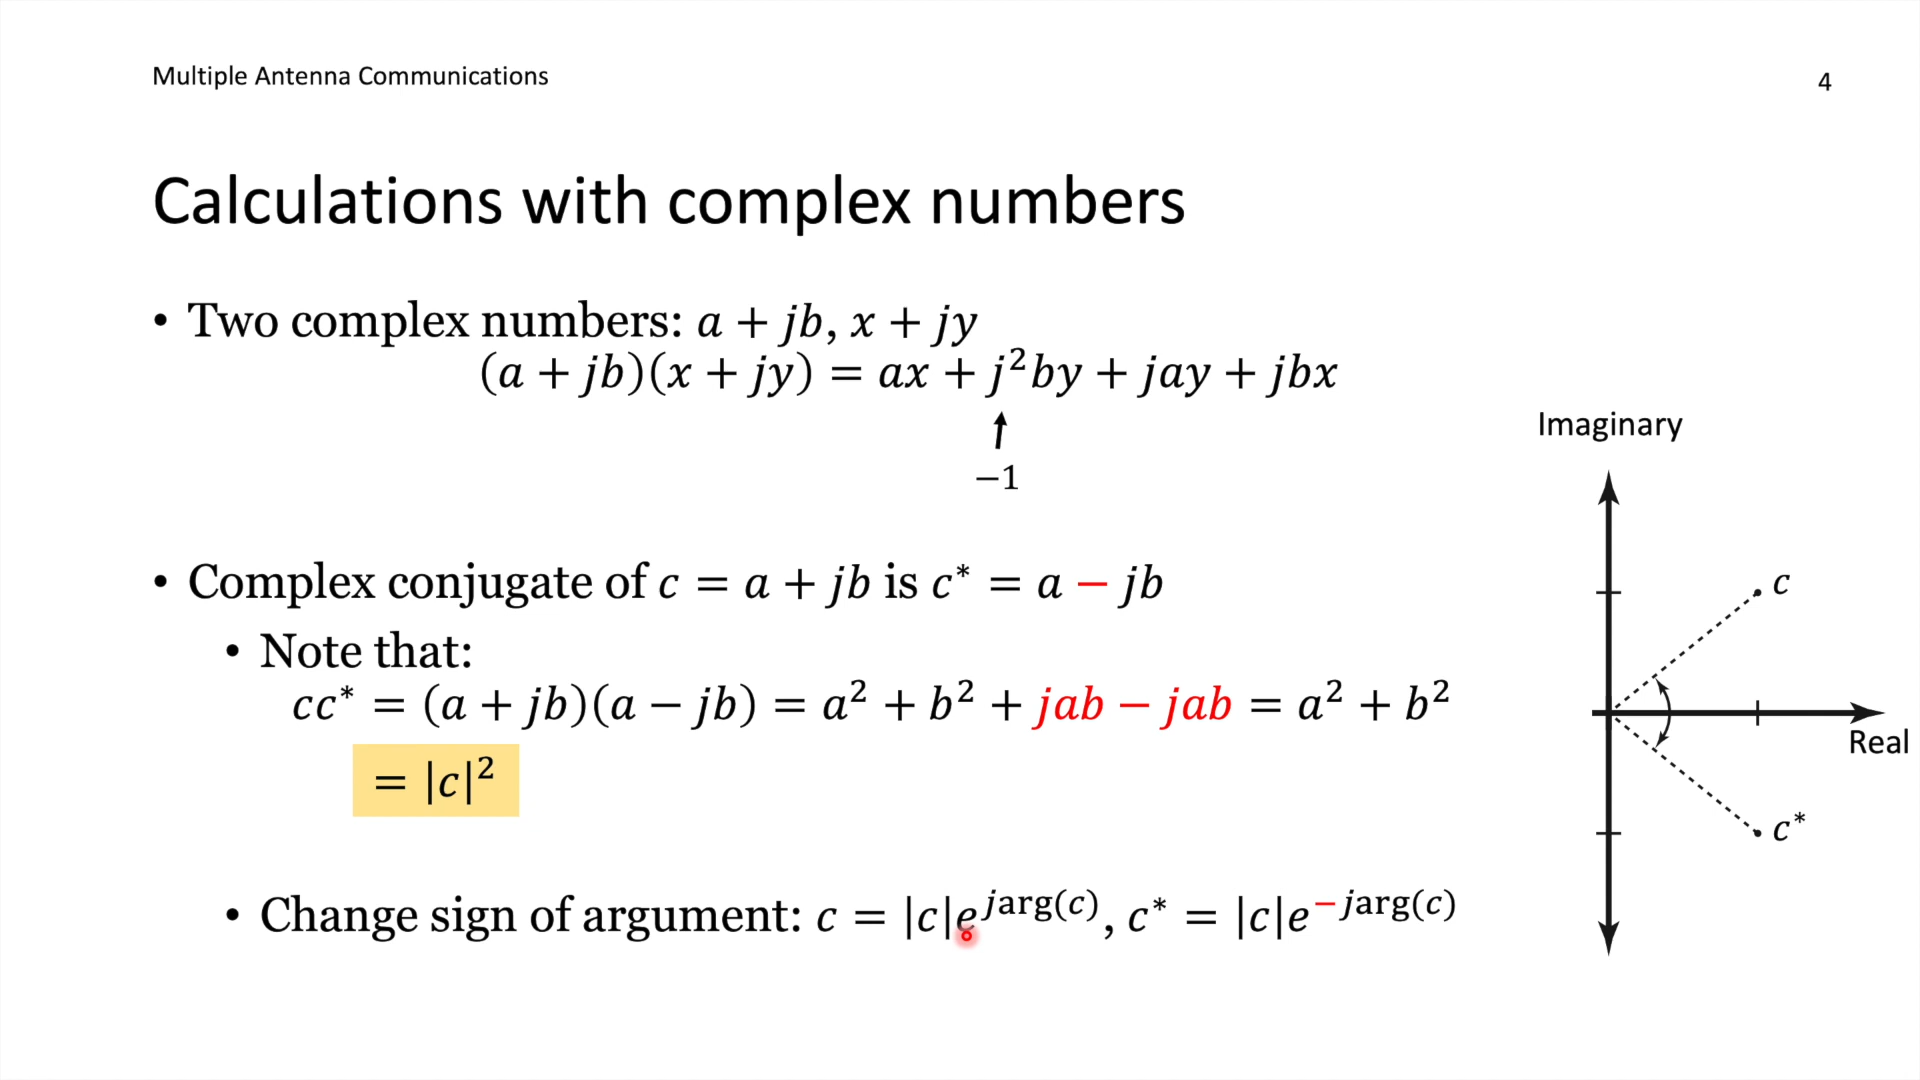 Multiple Antenna Communications
4
Calculations with complex numbers
• Two complex numbers: a + jb, x + jy
(a + jb)(x + jy) = ax + j²by + jay + jbx
−1
• Complex conjugate of c = a + jb is c* = a − jb
• Note that:
cc* = (a + jb)(a − jb) = a² + b² + jab − jab = a² + b²
= |c|²
• Change sign of argument: c = |c|e^{jarg(c)}, c* = |c|e^{−jarg(c)}
Imaginary
c
Real
c*